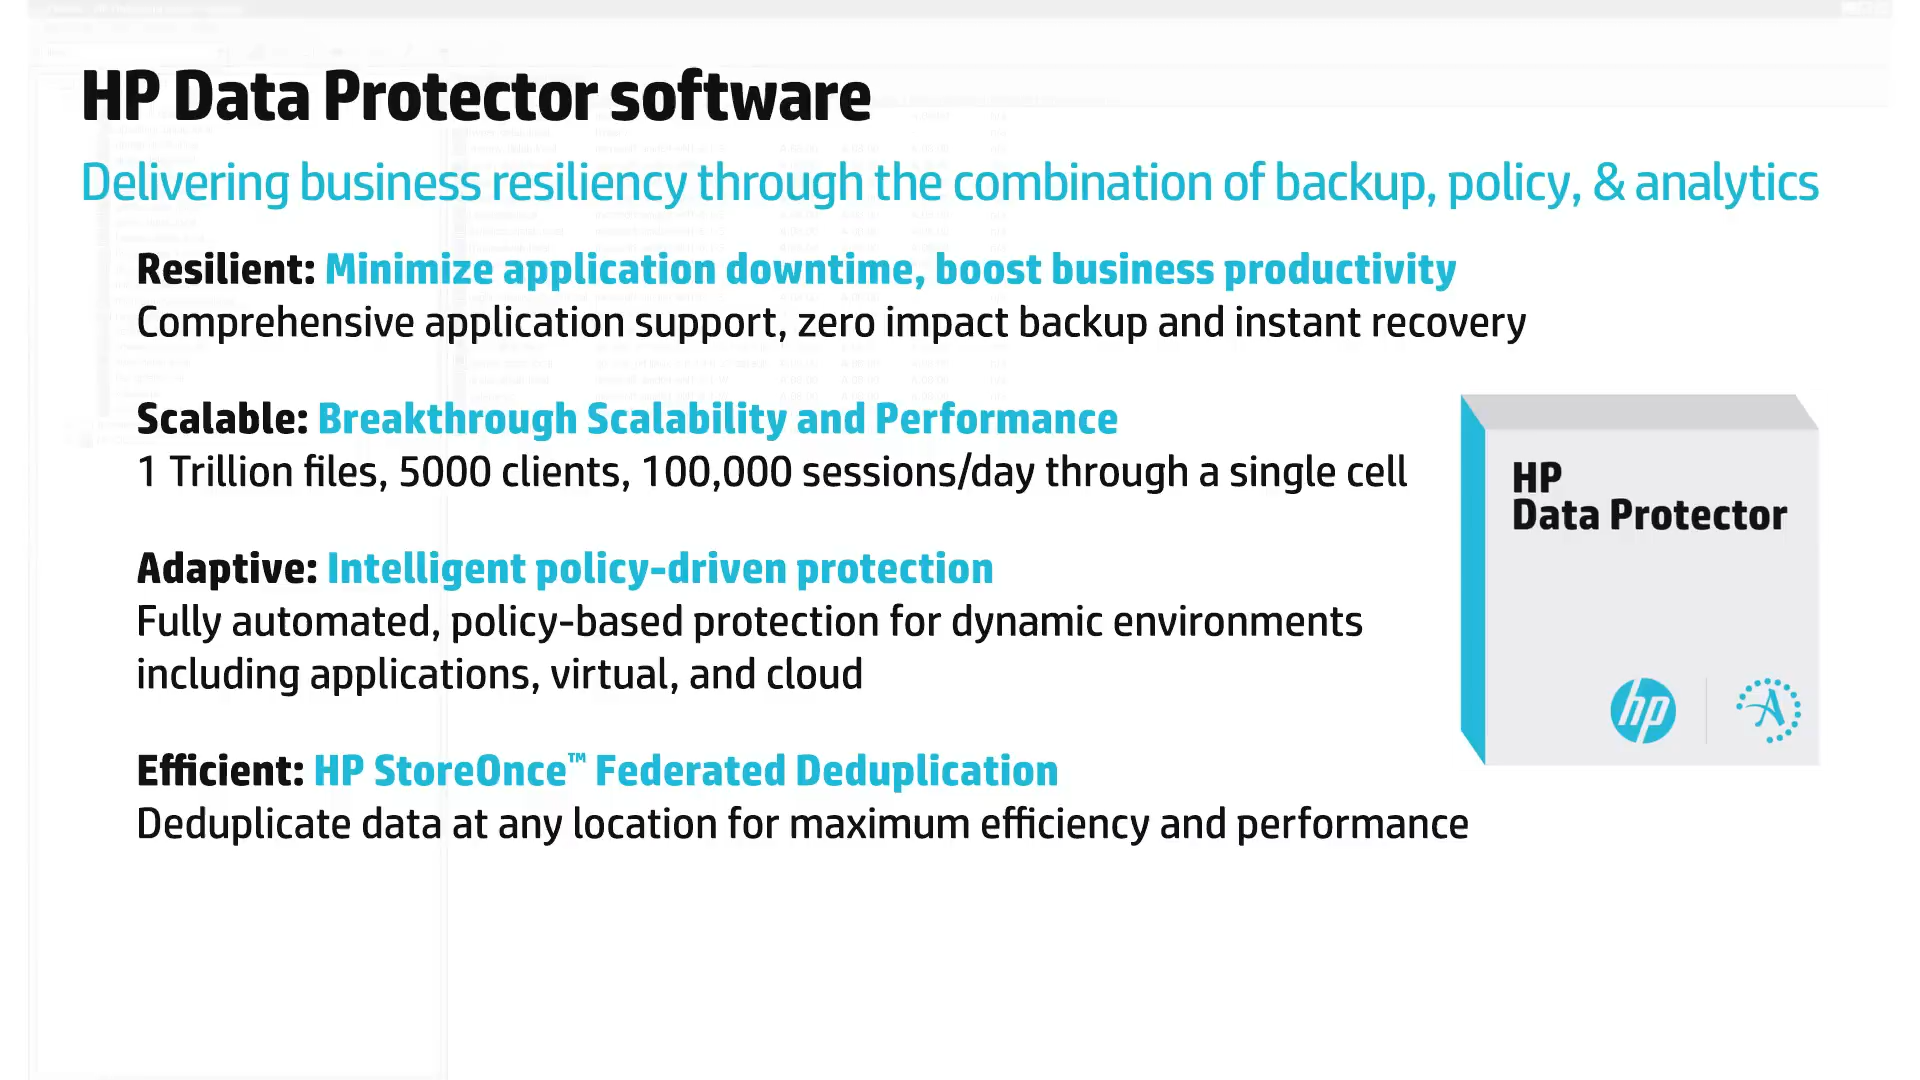 HP Data Protector software
Delivering business resiliency through the combination of backup, policy, & analytics
Resilient: Minimize application downtime, boost business productivity
Comprehensive application support, zero impact backup and instant recovery
Scalable: Breakthrough Scalability and Performance
1 Trillion files, 5000 clients, 100,000 sessions/day through a single cell
HP
Data Protector
Adaptive: Intelligent policy-driven protection
Fully automated, policy-based protection for dynamic environments
including applications, virtual, and cloud
hp
Efficient: HP StoreOnce™ Federated Deduplication
Deduplicate data at any location for maximum efficiency and performance